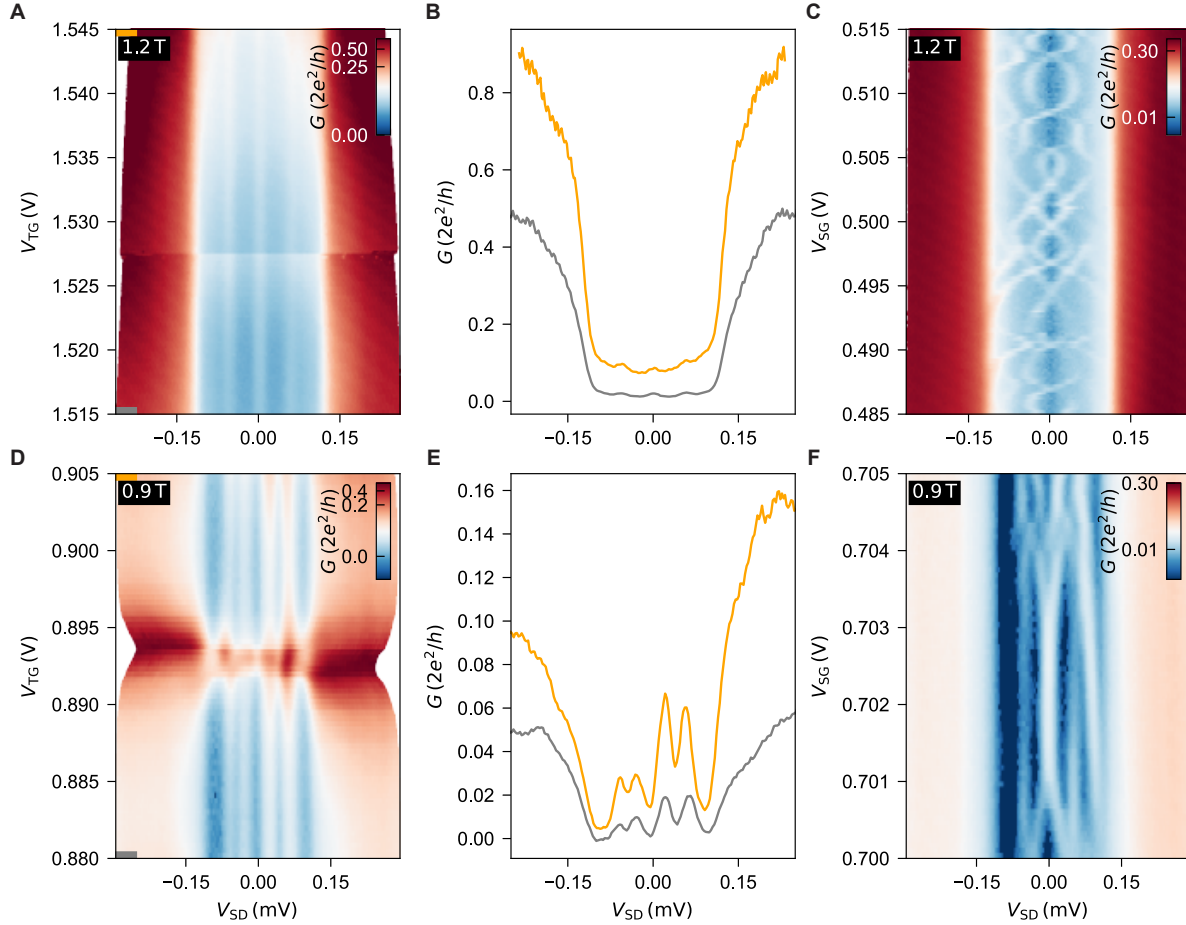 A
1.2 T
G (2e²/h)
0.50
0.25
0.00
V_TG (V)
1.545
1.540
1.535
1.530
1.525
1.520
1.515
−0.15
0.00
0.15
B
G (2e²/h)
0.8
0.6
0.4
0.2
0.0
−0.15
0.00
0.15
C
1.2 T
G (2e²/h)
0.30
0.01
V_SG (V)
0.515
0.510
0.505
0.500
0.495
0.490
0.485
−0.15
0.00
0.15
D
0.9 T
G (2e²/h)
0.4
0.2
0.0
V_TG (V)
0.905
0.900
0.895
0.890
0.885
0.880
−0.15
0.00
0.15
V_SD (mV)
E
G (2e²/h)
0.16
0.14
0.12
0.10
0.08
0.06
0.04
0.02
0.00
−0.15
0.00
0.15
V_SD (mV)
F
0.9 T
G (2e²/h)
0.30
0.01
V_SG (V)
0.705
0.704
0.703
0.702
0.701
0.700
−0.15
0.00
0.15
V_SD (mV)